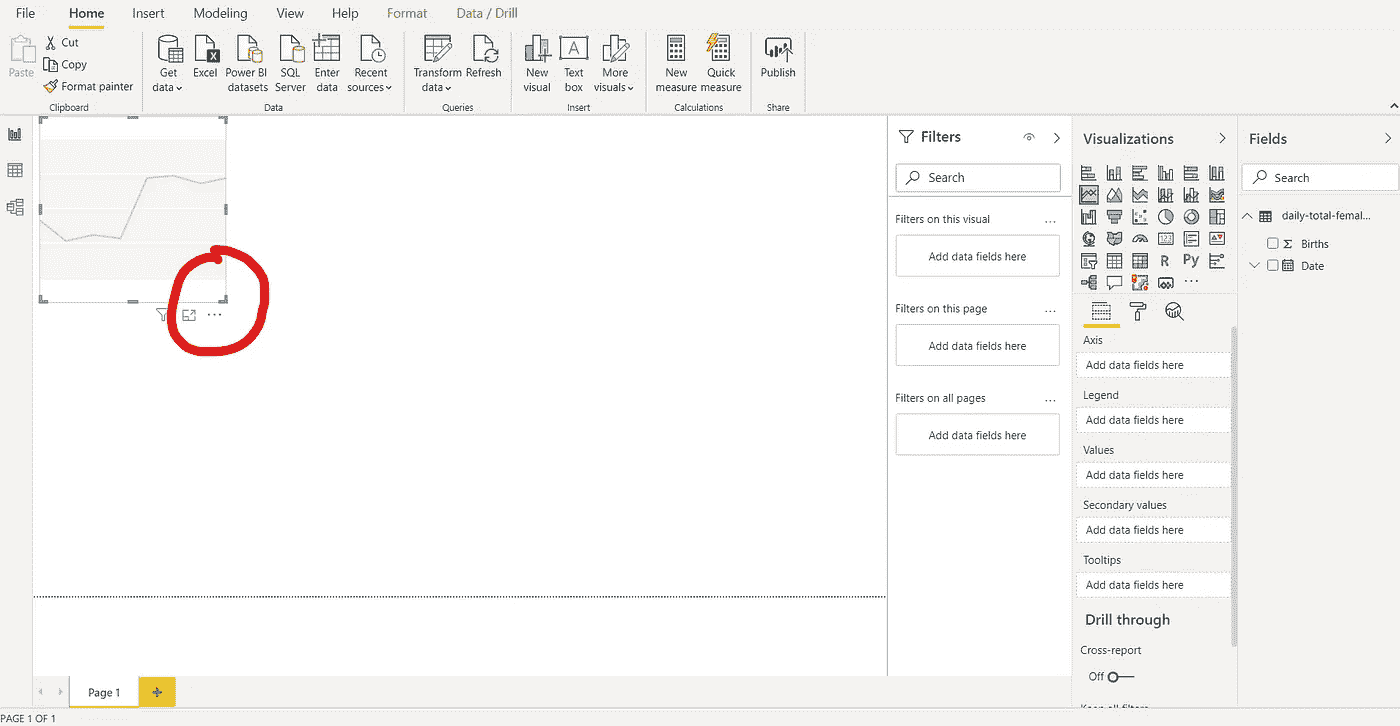 File Home Insert Modeling View Help Format Data / Drill
Paste
Cut
Copy
Format painter
Clipboard
Get data
Excel
Power BI datasets
SQL Server
Enter data
Recent sources
Data
Transform data
Refresh
Queries
New visual
Text box
More visuals
Insert
New measure
Quick measure
Calculations
Publish
Share
Filters
Search
Filters on this visual ...
Add data fields here
Filters on this page ...
Add data fields here
Filters on all pages ...
Add data fields here
Visualizations
R Py
...
Axis
Add data fields here
Legend
Add data fields here
Values
Add data fields here
Secondary values
Add data fields here
Tooltips
Add data fields here
Drill through
Cross-report
Off
Keep all filters
Fields
Search
daily-total-femal...
Σ Births
Date
Page 1
PAGE 1 OF 1